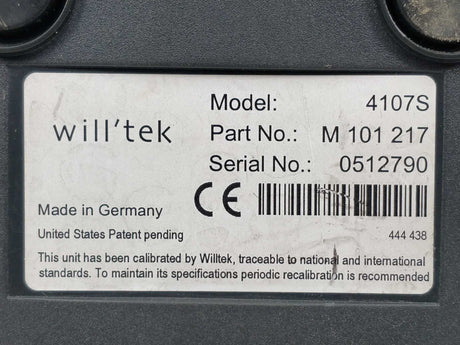 will'tek
Model: 4107S
Part No.: M 101 217
Serial No.: 0512790
CE
Made in Germany
United States Patent pending 444 438
This unit has been calibrated by Willtek, traceable to national and international
standards. To maintain its specifications periodic recalibration is recommended